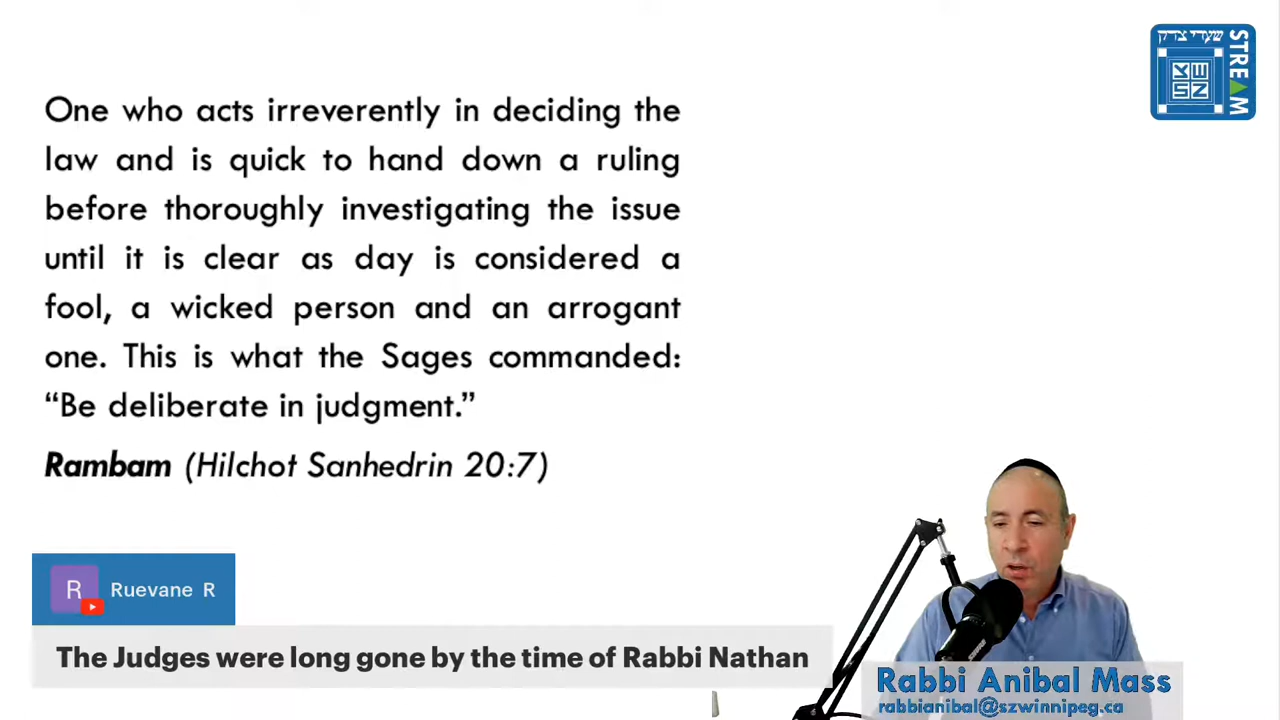 One who acts irreverently in deciding the
law and is quick to hand down a ruling
before thoroughly investigating the issue
until it is clear as day is considered a
fool, a wicked person and an arrogant
one. This is what the Sages commanded:
“Be deliberate in judgment.”
Rambam (Hilchot Sanhedrin 20:7)
שערי צדק
STREAM
SKEZN
R
Ruevane R
The Judges were long gone by the time of Rabbi Nathan
Rabbi Anibal Mass
rabbianibal@szwinnipeg.ca